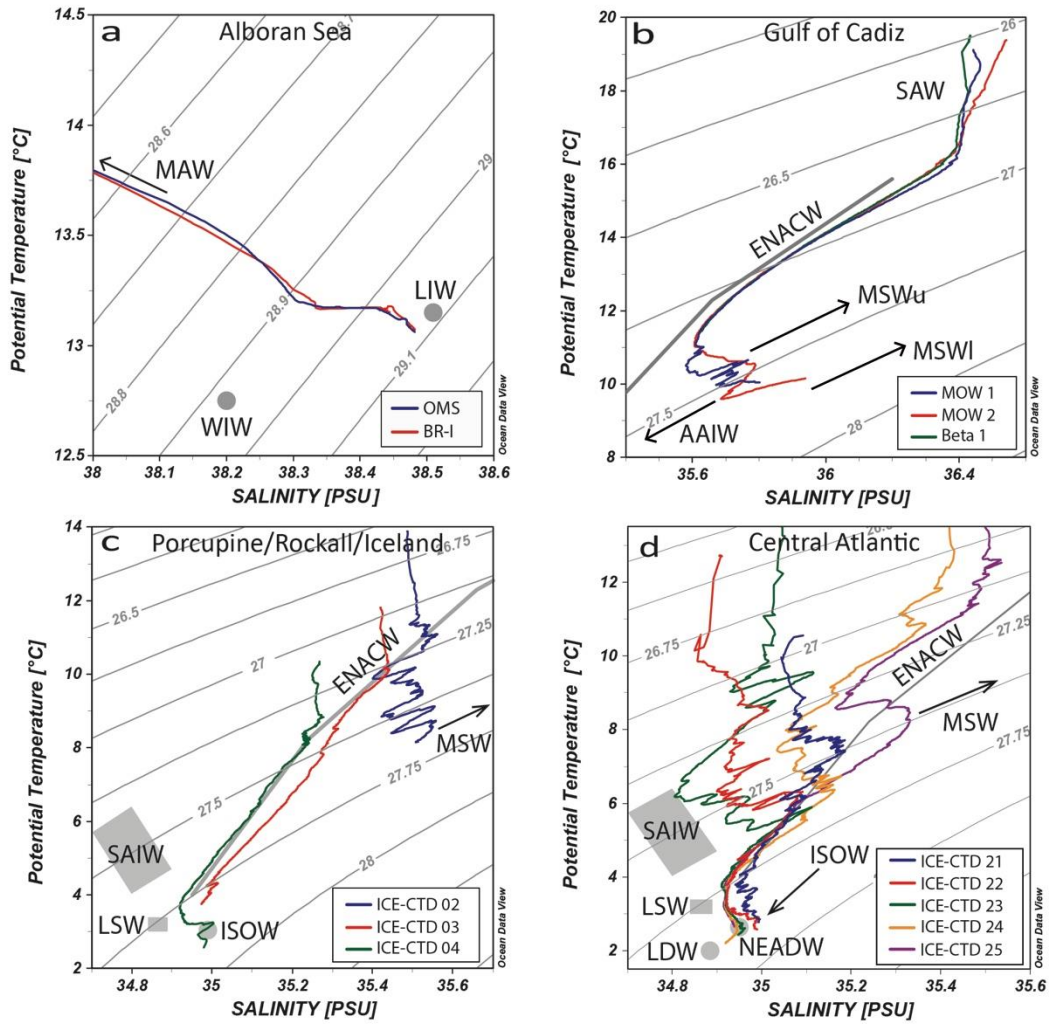 a
Alboran Sea
14.5
14
13.5
13
12.5
Potential Temperature [°C]
28.6
28.7
28.8
28.9
29
29.1
MAW
LIW
WIW
OMS
BR-I
38
38.1
38.2
38.3
38.4
38.5
38.6
SALINITY [PSU]
Ocean Data View
b
Gulf of Cadiz
20
18
16
14
12
10
8
Potential Temperature [°C]
26
26.5
27
27.5
28
SAW
ENACW
MSWu
MSWl
AAIW
MOW 1
MOW 2
Beta 1
35.6
36
36.4
SALINITY [PSU]
Ocean Data View
c
Porcupine/Rockall/Iceland
14
12
10
8
6
4
2
Potential Temperature [°C]
26.5
26.75
27
27.25
27.5
27.75
28
ENACW
MSW
SAIW
LSW
ISOW
ICE-CTD 02
ICE-CTD 03
ICE-CTD 04
34.8
35
35.2
35.4
35.6
SALINITY [PSU]
Ocean Data View
d
Central Atlantic
12
10
8
6
4
2
Potential Temperature [°C]
26.75
27
27.25
27.5
27.75
ENACW
MSW
SAIW
ISOW
LSW
LDW
NEADW
ICE-CTD 21
ICE-CTD 22
ICE-CTD 23
ICE-CTD 24
ICE-CTD 25
34.8
35
35.2
35.4
35.6
SALINITY [PSU]
Ocean Data View